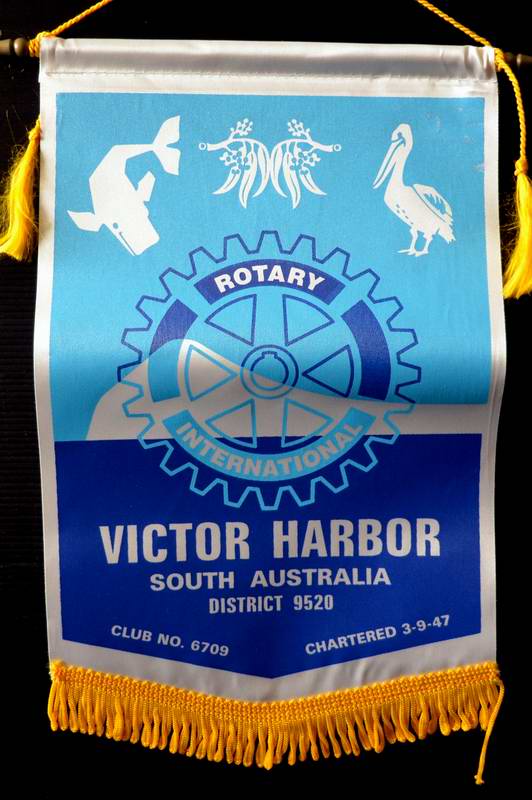 ROTARY
INTERNATIONAL
VICTOR HARBOR
SOUTH AUSTRALIA
DISTRICT 9520
CLUB NO. 6709
CHARTERED 3-9-47